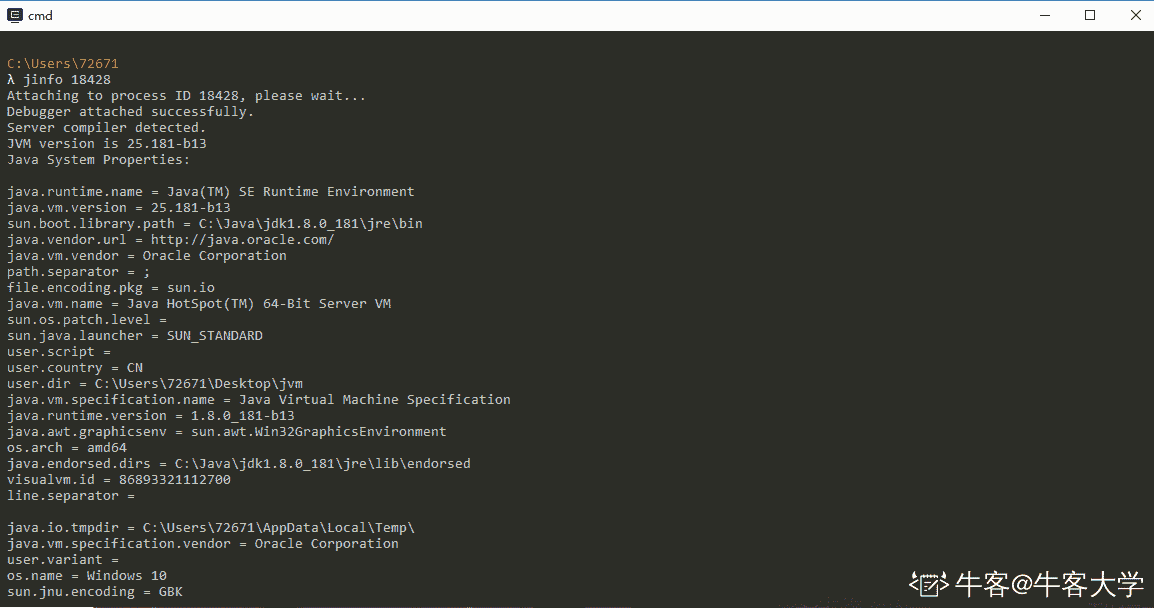 cmd
C:\Users\72671
λ jinfo 18428
Attaching to process ID 18428, please wait...
Debugger attached successfully.
Server compiler detected.
JVM version is 25.181-b13
Java System Properties:
java.runtime.name = Java(TM) SE Runtime Environment
java.vm.version = 25.181-b13
sun.boot.library.path = C:\Java\jdk1.8.0_181\jre\bin
java.vendor.url = http://java.oracle.com/
java.vm.vendor = Oracle Corporation
path.separator = ;
file.encoding.pkg = sun.io
java.vm.name = Java HotSpot(TM) 64-Bit Server VM
sun.os.patch.level =
sun.java.launcher = SUN_STANDARD
user.script =
user.country = CN
user.dir = C:\Users\72671\Desktop\jvm
java.vm.specification.name = Java Virtual Machine Specification
java.runtime.version = 1.8.0_181-b13
java.awt.graphicsenv = sun.awt.Win32GraphicsEnvironment
os.arch = amd64
java.endorsed.dirs = C:\Java\jdk1.8.0_181\jre\lib\endorsed
visualvm.id = 86893321112700
line.separator =
java.io.tmpdir = C:\Users\72671\AppData\Local\Temp\
java.vm.specification.vendor = Oracle Corporation
user.variant =
os.name = Windows 10
sun.jnu.encoding = GBK
牛客@牛客大学